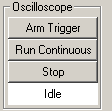 Oscilloscope
Arm Trigger
Run Continuous
Stop
Idle